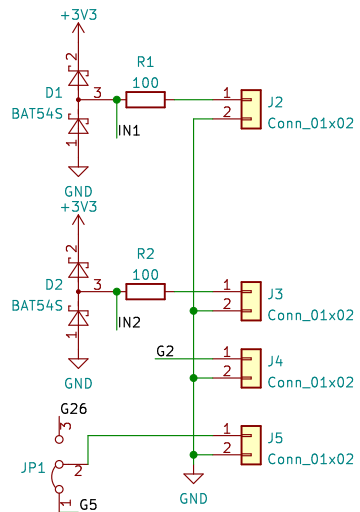 +3V3
2
D1
BAT54S
3
1
GND
IN1
R1
100
1
2
J2
Conn_01x02
+3V3
2
D2
BAT54S
3
1
GND
IN2
R2
100
1
2
J3
Conn_01x02
G2
1
2
J4
Conn_01x02
G26
3
JP1
2
1
G5
1
2
J5
Conn_01x02
GND